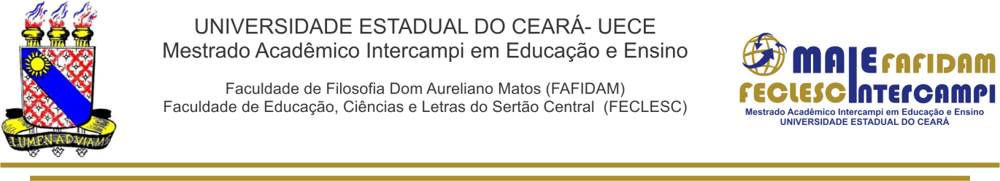 UNIVERSIDADE ESTADUAL DO CEARÁ- UECE
Mestrado Acadêmico Intercampi em Educação e Ensino
Faculdade de Filosofia Dom Aureliano Matos (FAFIDAM)
Faculdade de Educação, Ciências e Letras do Sertão Central (FECLESC)
LUMEN AD VIAM
MAIE FAFIDAM
FECLESC INTERCAMPI
Mestrado Acadêmico Intercampi em Educação e Ensino
UNIVERSIDADE ESTADUAL DO CEARÁ